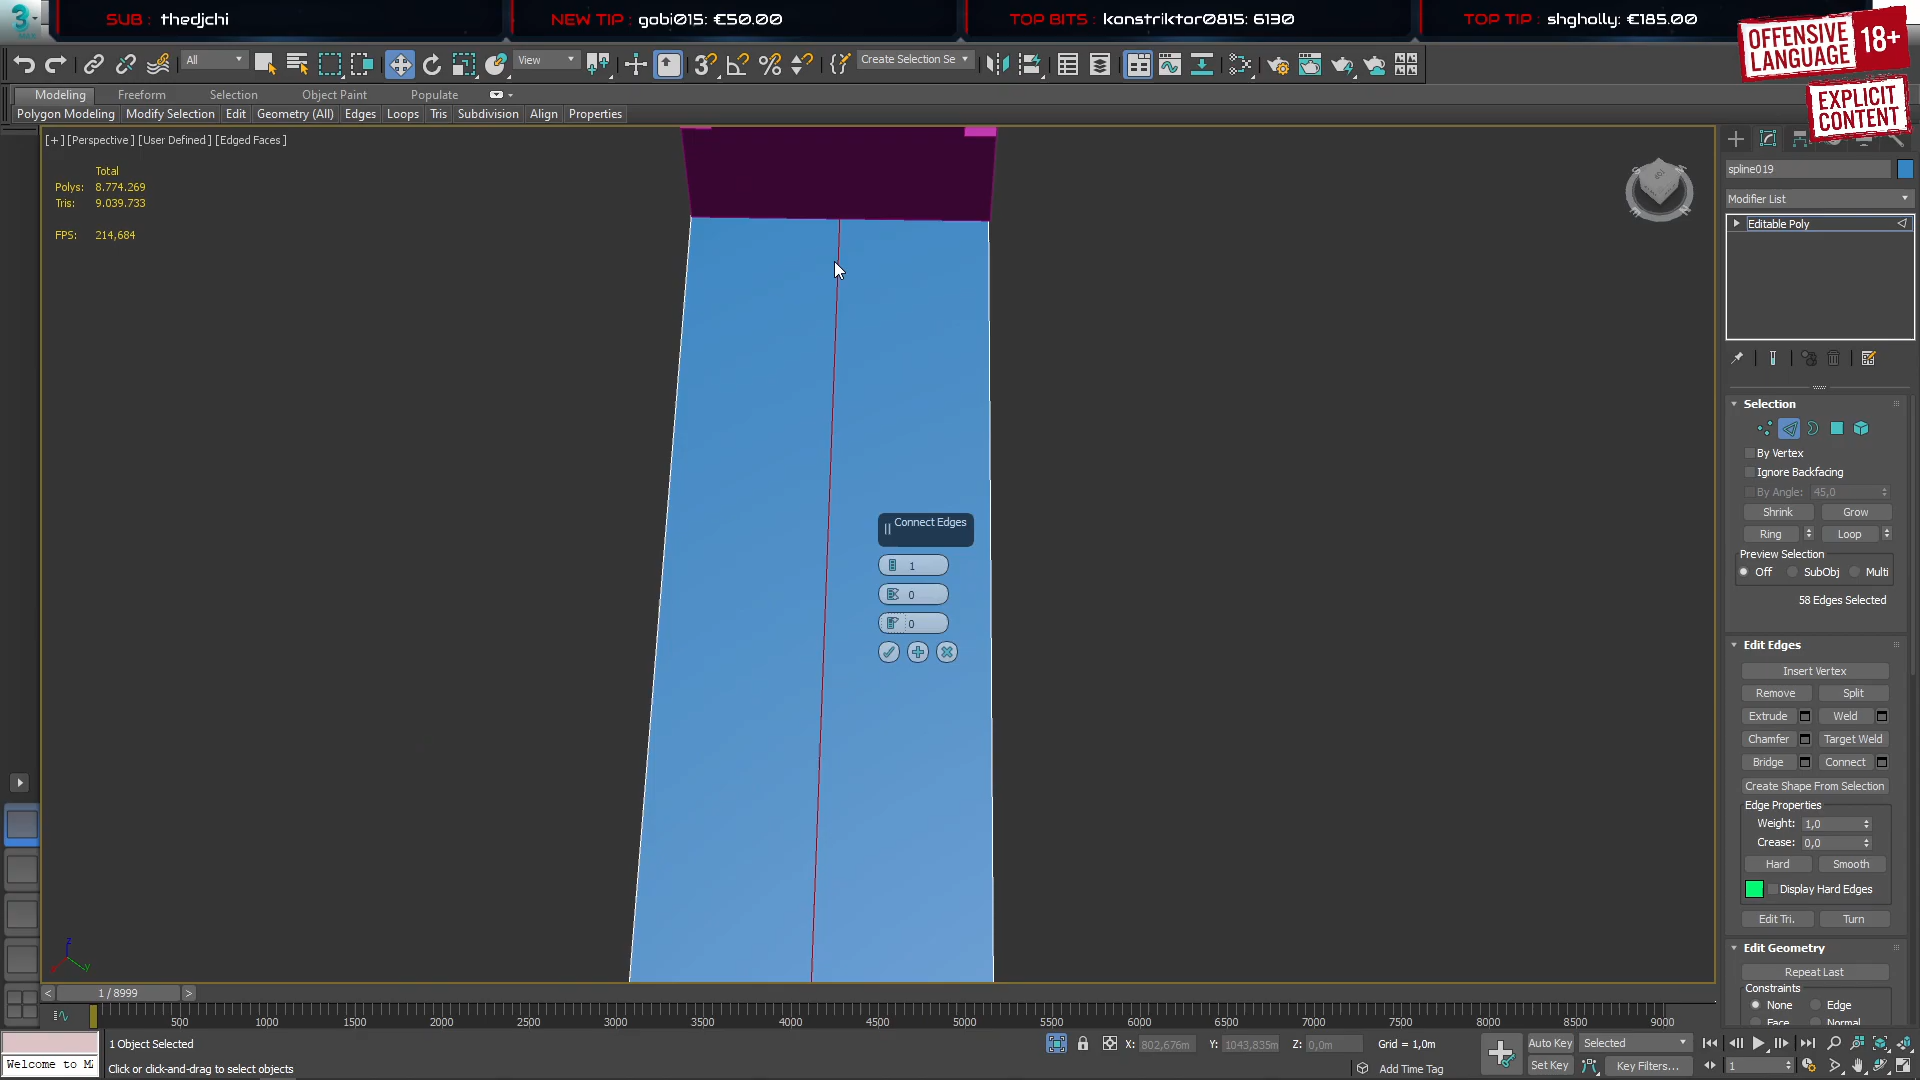 SUB : thedjchi
NEW TIP : gobi015: €50.00
TOP BITS : konstriktor0815: 6130
TOP TIP : shgholly: €185.00
OFFENSIVE LANGUAGE 18+
EXPLICIT CONTENT
All
View
Create Selection Se
Modeling
Freeform
Selection
Object Paint
Populate
Polygon Modeling
Modify Selection
Edit
Geometry (All)
Edges
Loops
Tris
Subdivision
Align
Properties
[+] [Perspective ] [User Defined ] [Edged Faces ]
Total
Polys: 8.774.269
Tris: 9.039.733
FPS: 214,684
Connect Edges
1
0
0
spline019
Modifier List
Editable Poly
Selection
By Vertex
Ignore Backfacing
By Angle: 45,0
Shrink
Grow
Ring
Loop
Preview Selection
Off
SubObj
Multi
58 Edges Selected
Edit Edges
Insert Vertex
Remove
Split
Extrude
Weld
Chamfer
Target Weld
Bridge
Connect
Create Shape From Selection
Edge Properties
Weight: 1,0
Crease: 0,0
Hard
Smooth
Display Hard Edges
Edit Tri.
Turn
Edit Geometry
Repeat Last
Constraints
None
Edge
Face
Normal
z
y
< 1 / 8999 >
500 1000 1500 2000 2500 3000 3500 4000 4500 5000 5500 6000 6500 7000 7500 8000 8500 9000
1 Object Selected
X: 802,676m
Y: 1043,835m
Z: 0,0m
Grid = 1,0m
Auto Key
Selected
Welcome to M
Click or click-and-drag to select objects
Add Time Tag
Set Key
Key Filters...
1